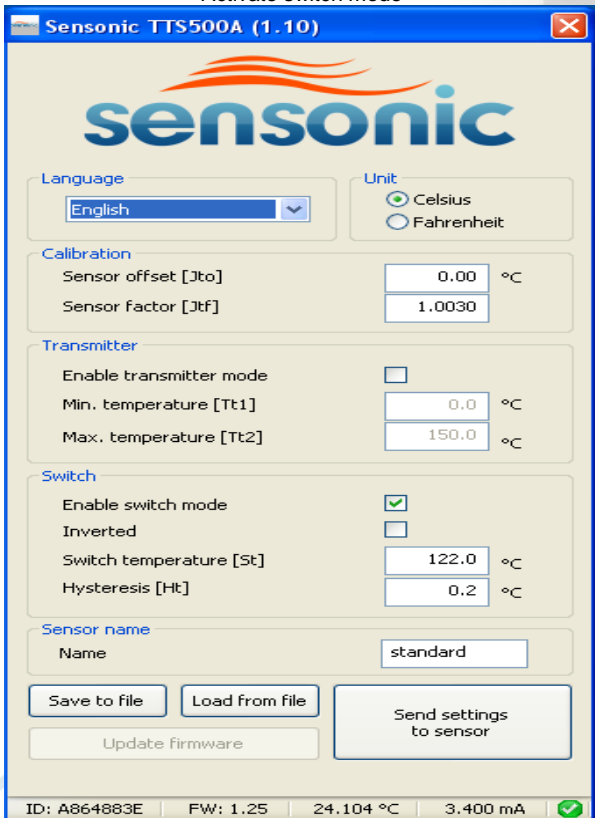 Activate Switch mode
Sensonic TTS500A (1.10)
sensonic
Language
English
Unit
Celsius
Fahrenheit
Calibration
Sensor offset [Jto] 0.00 °C
Sensor factor [Jtf] 1.0030
Transmitter
Enable transmitter mode
Min. temperature [Tt1] 0.0 °C
Max. temperature [Tt2] 150.0 °C
Switch
Enable switch mode
Inverted
Switch temperature [St] 122.0 °C
Hysteresis [Ht] 0.2 °C
Sensor name
Name standard
Save to file Load from file
Send settings
to sensor
Update firmware
ID: A864883E FW: 1.25 24.104 °C 3.400 mA